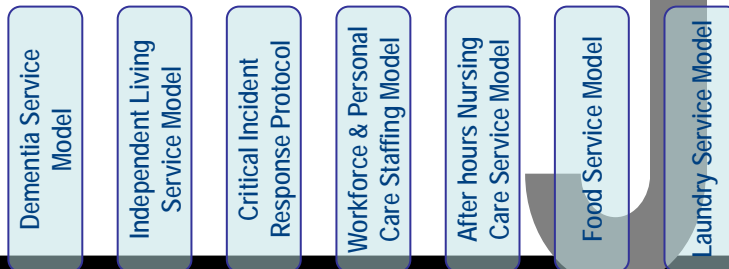 Dementia Service
Model
Independent Living
Service Model
Critical Incident
Response Protocol
Workforce & Personal
Care Staffing Model
After hours Nursing
Care Service Model
Food Service Model
Laundry Service Model